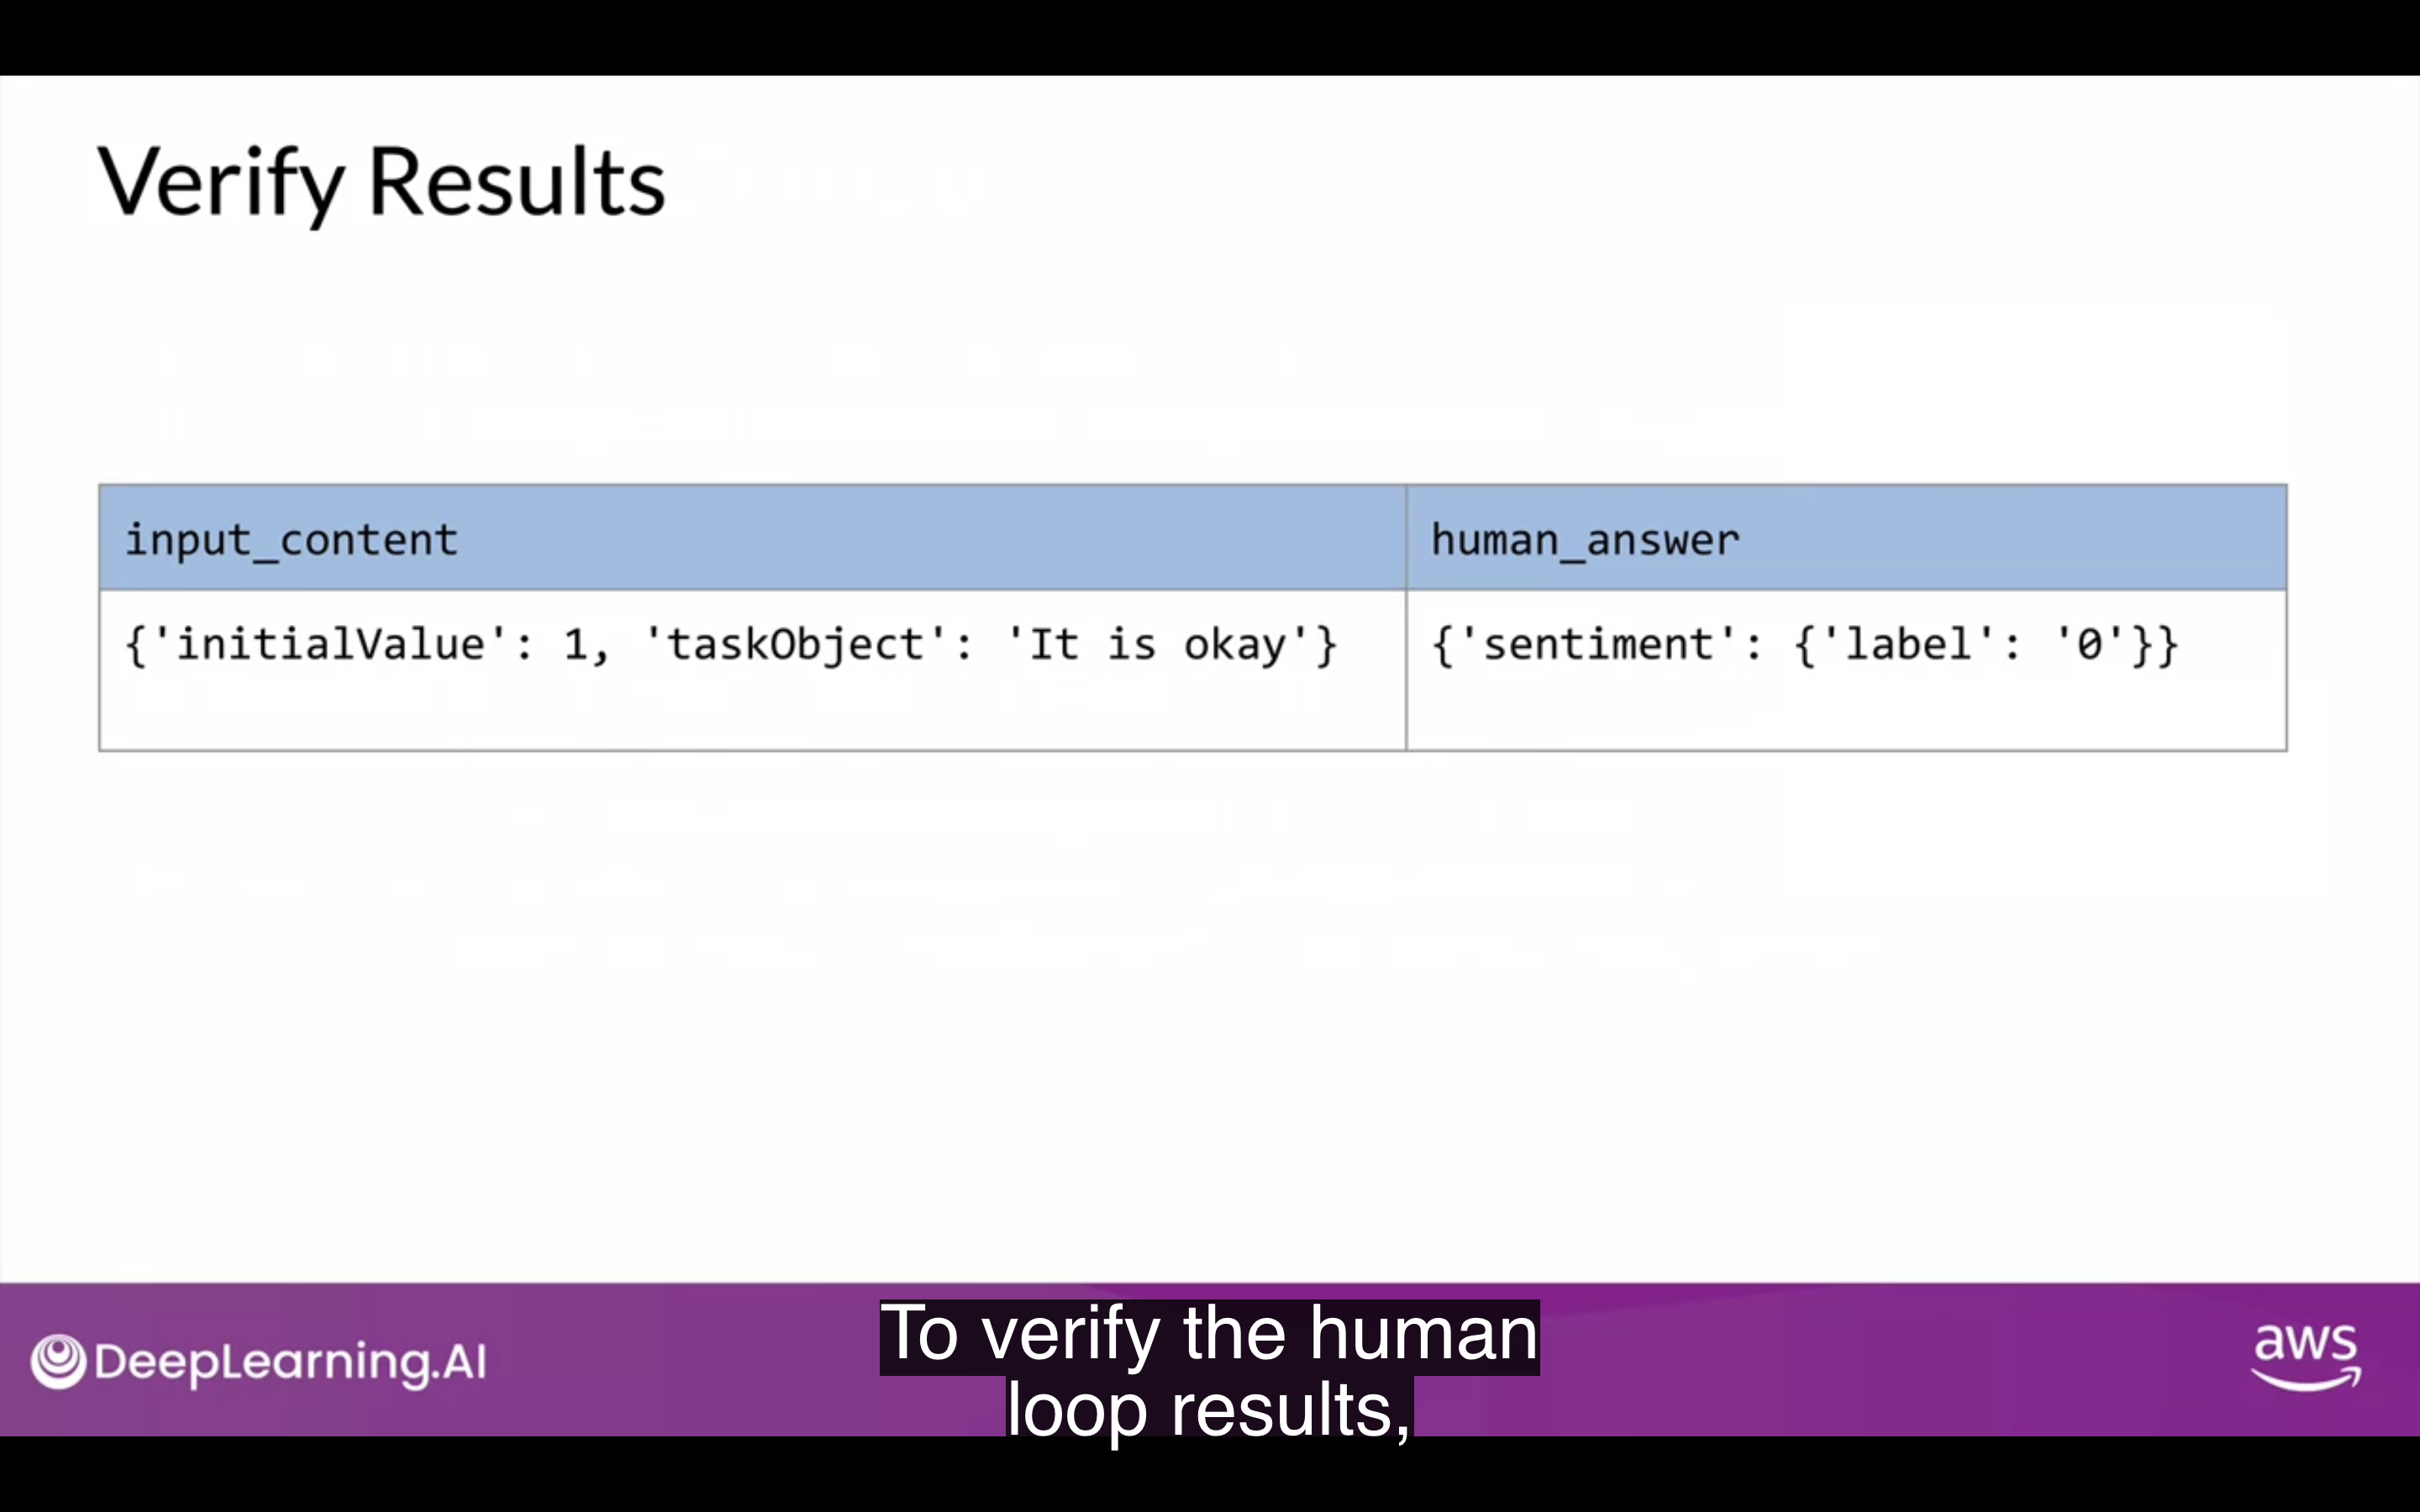 Verify Results
input_content
human_answer
{'initialValue': 1, 'taskObject': 'It is okay'}
{'sentiment': {'label': '0'}}
DeepLearning.AI
To verify the human
loop results,
aws